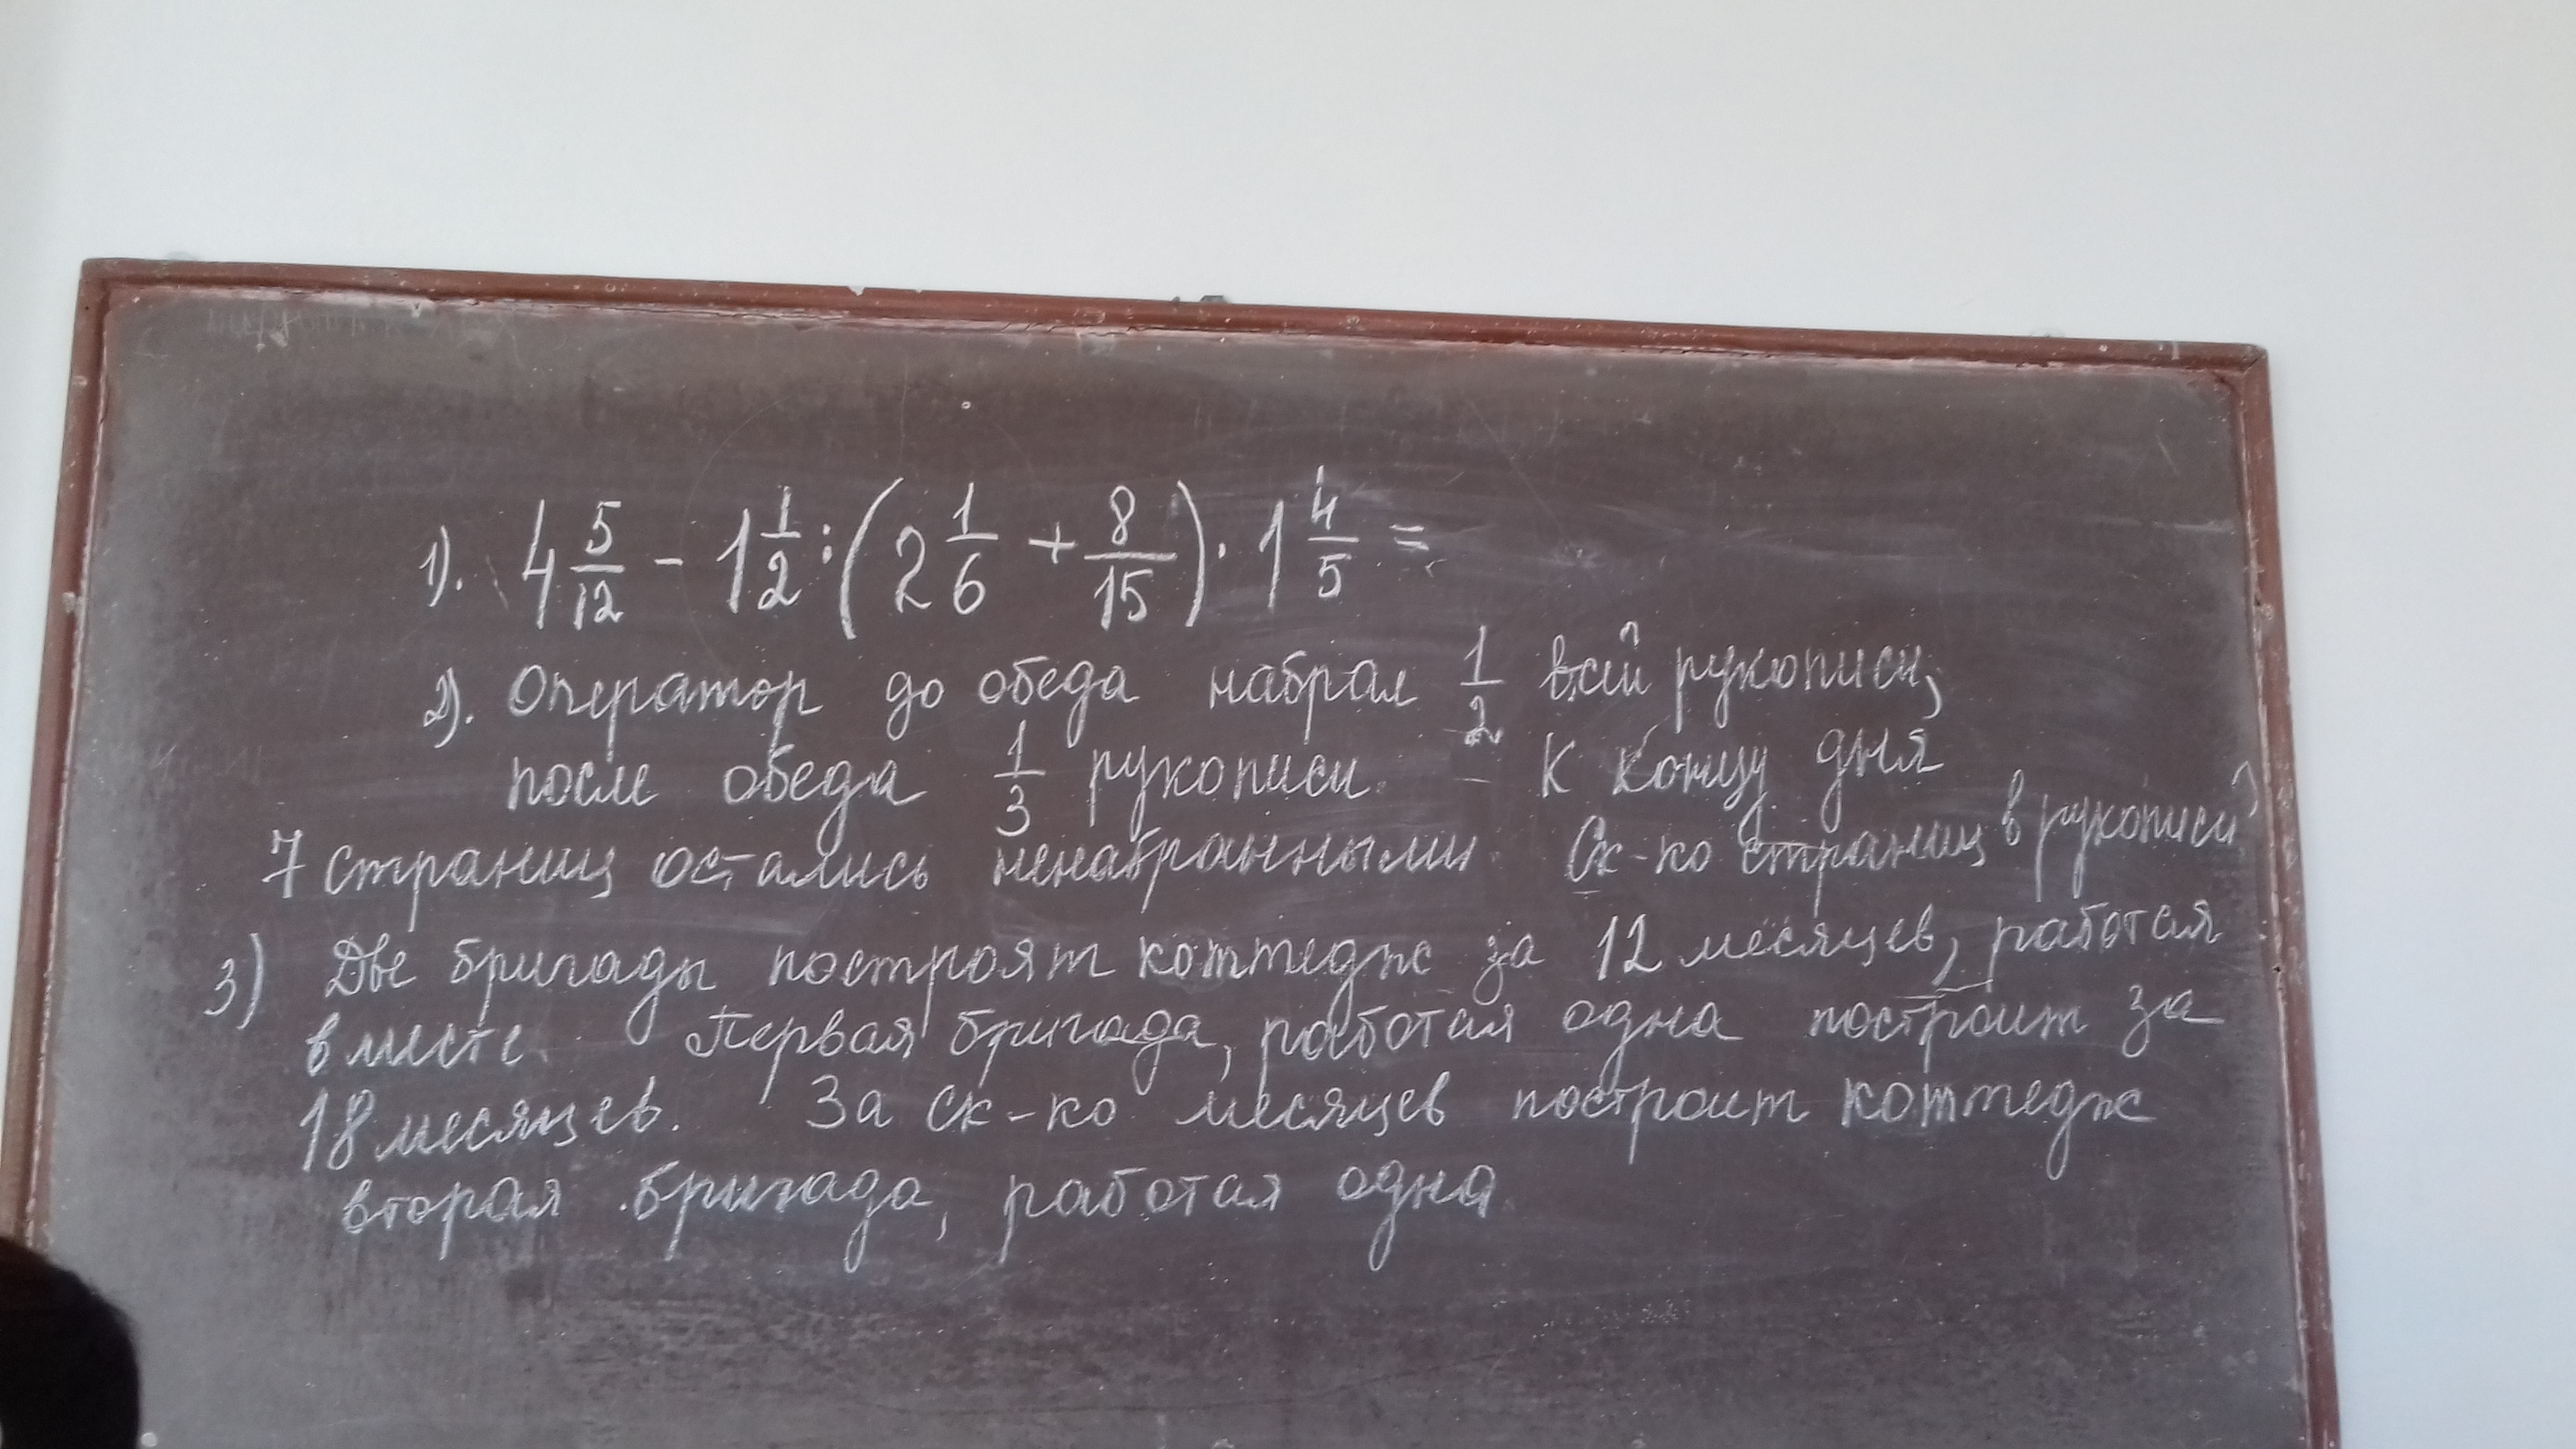 1). 4 5/12 - 1 1/2 : (2 1/6 + 8/15) · 1 4/5 =
2). Оператор до обеда набрал 1/2 всей рукописи,
после обеда 1/3 рукописи. К концу дня
7 страниц остались ненабранными. Ск-ко страниц в рукописи?
3) Две бригады построят коттедж за 12 месяцев, работая
вместе. Первая бригада, работая одна построит за
18 месяцев. За ск-ко месяцев построит коттедж
вторая бригада, работая одна